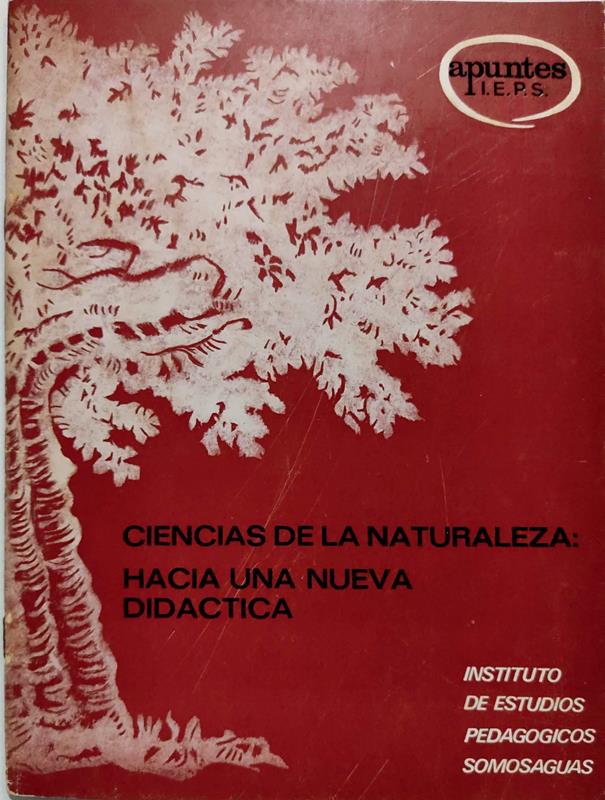 apuntes
I.E.P.S.
CIENCIAS DE LA NATURALEZA:
HACIA UNA NUEVA
DIDACTICA
INSTITUTO
DE ESTUDIOS
PEDAGOGICOS
SOMOSAGUAS